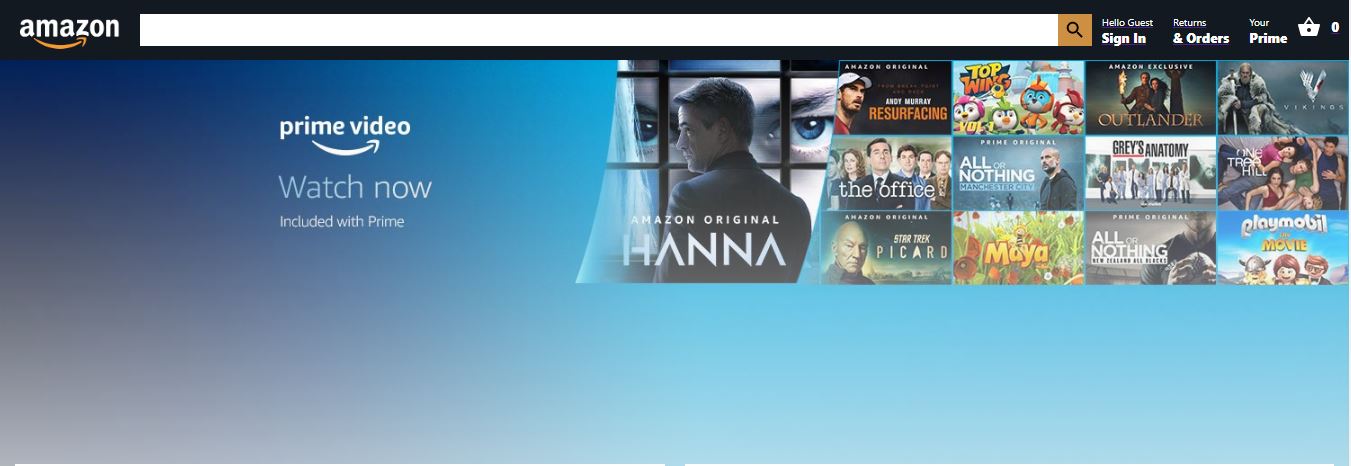 amazon
Hello Guest
Sign In
Returns
& Orders
Your
Prime
0
prime video
Watch now
Included with Prime
AMAZON ORIGINAL
HANNA
AMAZON ORIGINAL
FROM BREAK POINT
AND BACK
ANDY MURRAY
RESURFACING
TOP
WING
VOL 1
AMAZON EXCLUSIVE
OUTLANDER
VIKINGS
the office
PRIME ORIGINAL
ALL OR
NOTHING
MANCHESTER CITY
GREY'S ANATOMY
ONE
TREE
HILL
AMAZON ORIGINAL
STAR TREK
PICARD
Maya
PRIME ORIGINAL
ALL OR
NOTHING
NEW ZEALAND ALL BLACKS
playmobil
THE
MOVIE